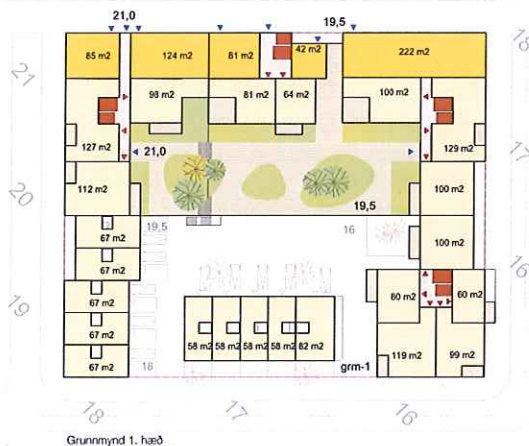 21,0
19,5
18
21
85 m2
124 m2
81 m2
42 m2
222 m2
98 m2
81 m2
64 m2
100 m2
127 m2
129 m2
17
21,0
20
112 m2
19,5
100 m2
67 m2
19,5
16
100 m2
67 m2
16
19
67 m2
80 m2
60 m2
67 m2
58 m2
58 m2
58 m2
58 m2
82 m2
119 m2
99 m2
67 m2
18
grm-1
18
17
16
Grunnmynd 1. hæð